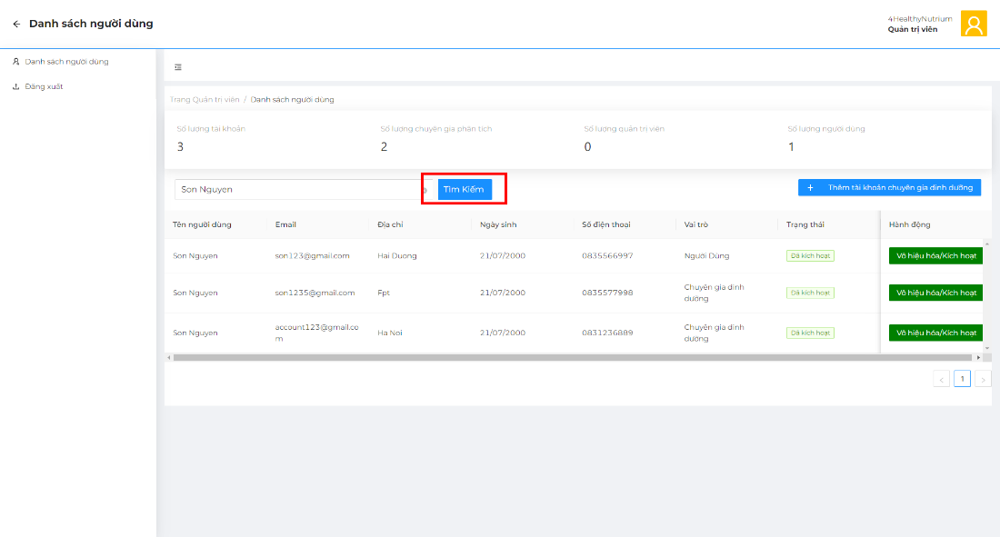 Danh sách người dùng
4HealthyNutrium
Quản trị viên
Danh sách người dùng
Đăng xuất
Trang Quản trị viên / Danh sách người dùng
Số lượng tài khoản
Số lượng chuyên gia phân tích
Số lượng quản trị viên
Số lượng người dùng
3
2
0
1
Son Nguyen
Tìm Kiếm
+ Thêm tài khoản chuyên gia dinh dưỡng
Tên người dùng Email Địa chỉ Ngày sinh Số điện thoại Vai trò Trạng thái Hành động
Son Nguyen son123@gmail.com Hai Duong 21/07/2000 0835566997 Người Dùng Đã kích hoạt Vô hiệu hóa/Kích hoạt
Son Nguyen son1235@gmail.com Fpt 21/07/2000 0835577998 Chuyên gia dinh
dưỡng Đã kích hoạt Vô hiệu hóa/Kích hoạt
Son Nguyen account123@gmail.co
m Ha Noi 21/07/2000 0831236889 Chuyên gia dinh
dưỡng Đã kích hoạt Vô hiệu hóa/Kích hoạt
< 1 >